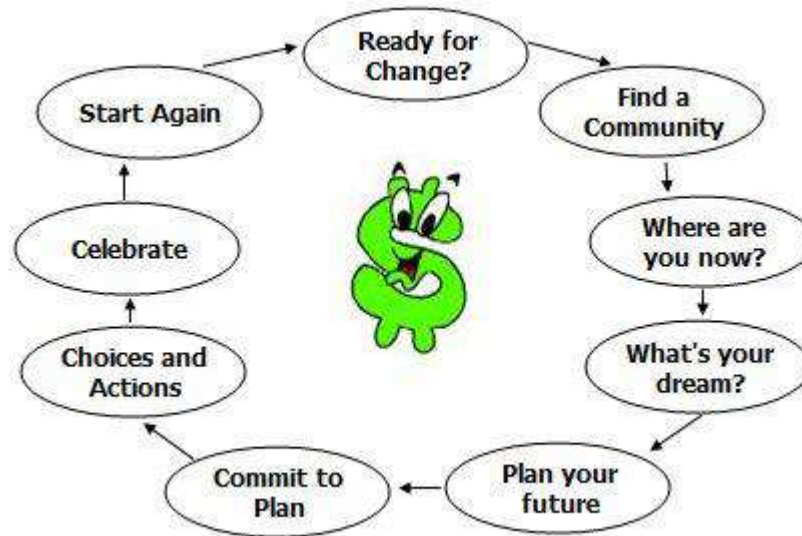 Ready for
Change?
Find a
Community
Where are
you now?
What's your
dream?
Plan your
future
Commit to
Plan
Choices and
Actions
Celebrate
Start Again